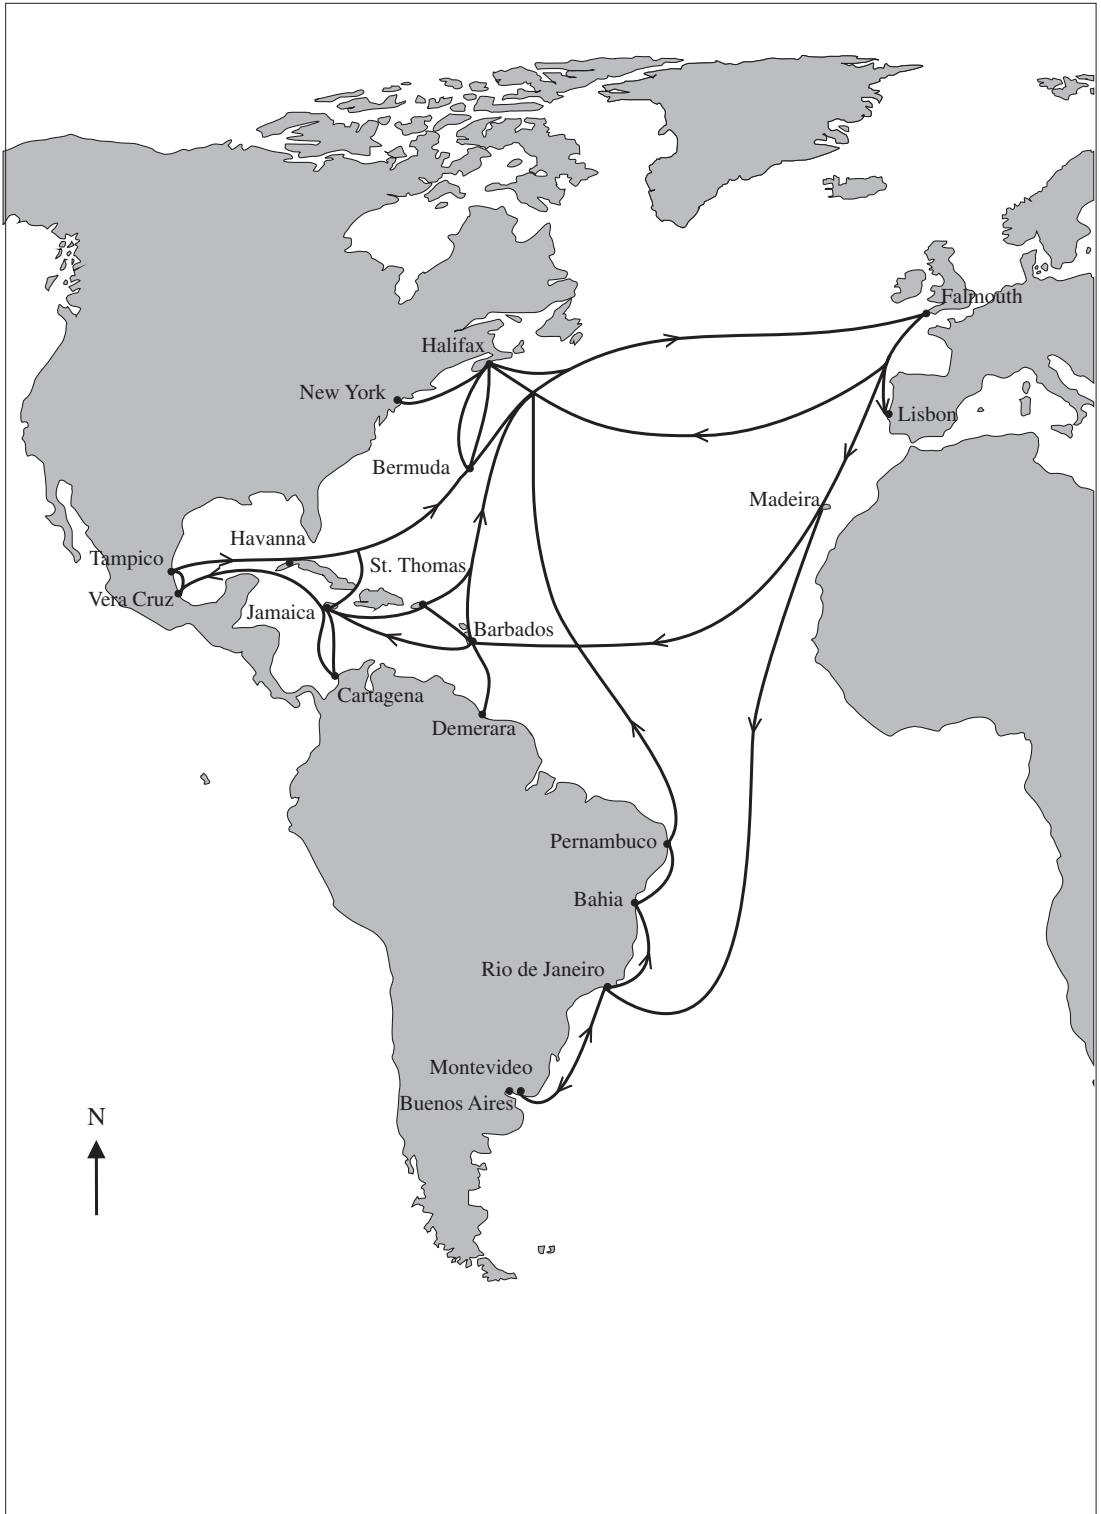 Falmouth
Halifax
New York
Lisbon
Bermuda
Madeira
Havanna
Tampico
St. Thomas
Vera Cruz
Jamaica
Barbados
Cartagena
Demerara
Pernambuco
Bahia
Rio de Janeiro
Montevideo
Buenos Aires
N